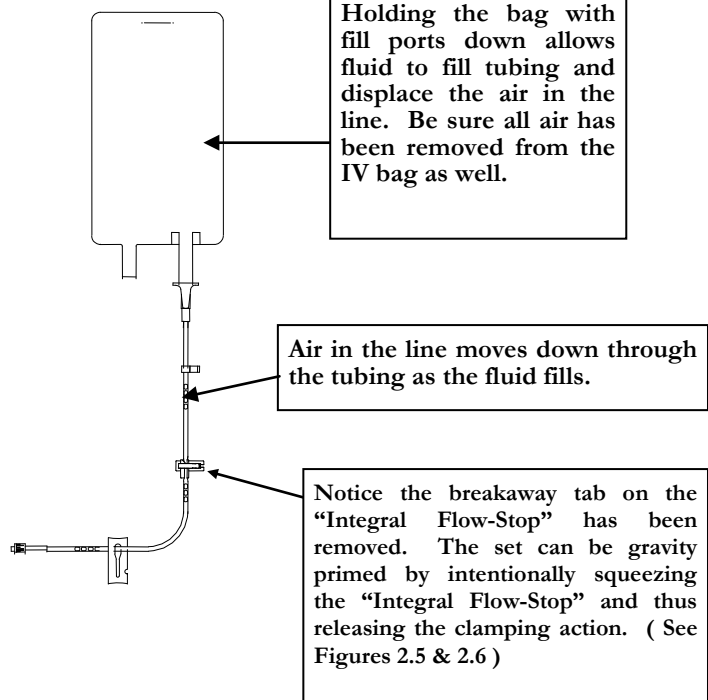 Holding the bag with
fill ports down allows
fluid to fill tubing and
displace the air in the
line. Be sure all air has
been removed from the
IV bag as well.
Air in the line moves down through
the tubing as the fluid fills.
Notice the breakaway tab on the
“Integral Flow-Stop” has been
removed. The set can be gravity
primed by intentionally squeezing
the “Integral Flow-Stop” and thus
releasing the clamping action. ( See
Figures 2.5 & 2.6 )